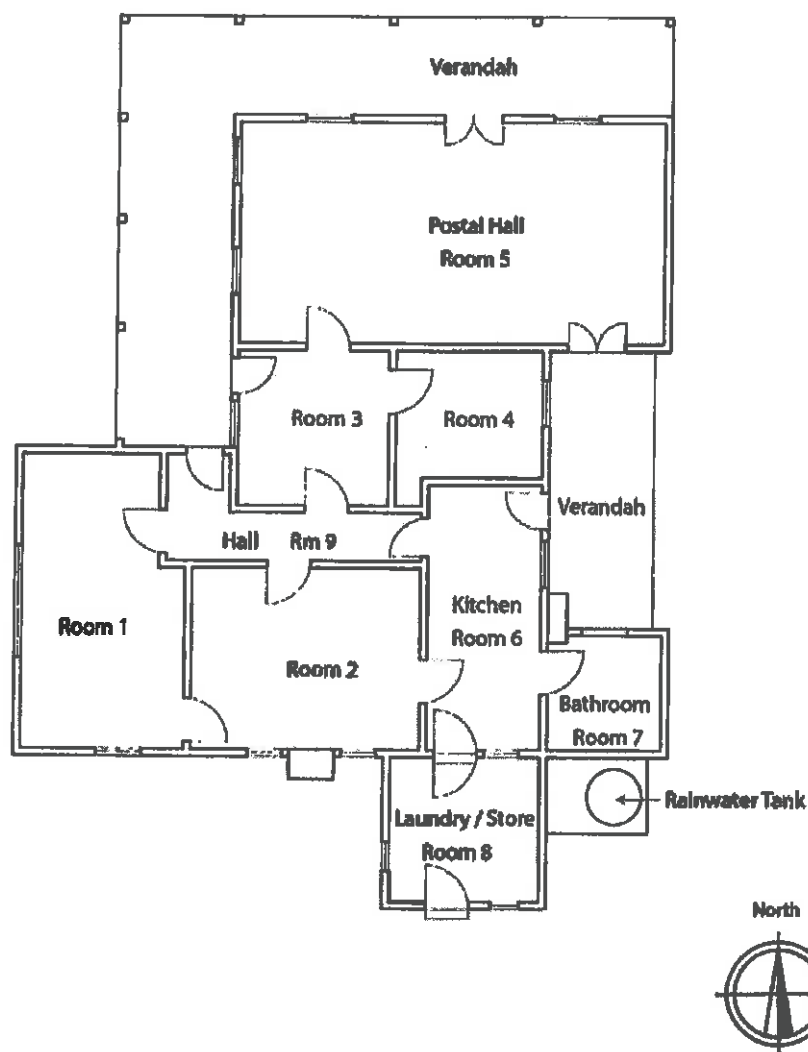 Verandah
Postal Hall
Room 5
Room 3
Room 4
Verandah
Hall Rm 9
Kitchen
Room 6
Room 1
Room 2
Bathroom
Room 7
Rainwater Tank
Laundry / Store
Room 8
North